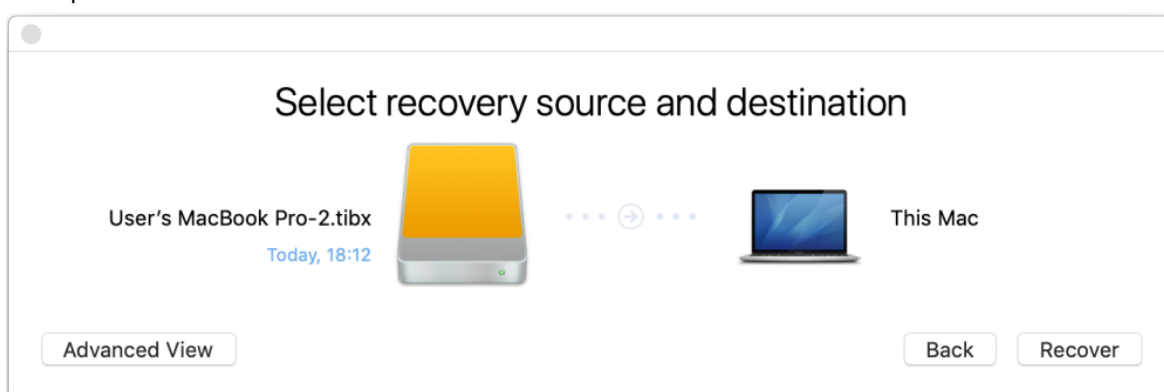 Select recovery source and destination
User's MacBook Pro-2.tibx
Today, 18:12
This Mac
Advanced View
Back
Recover